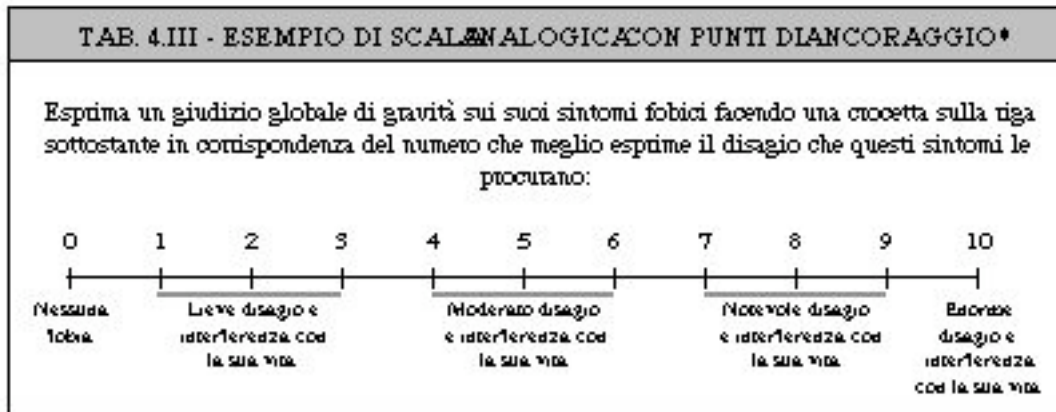 TAB. 4.III - ESEMPIO DI SCALA ANALOGICA CON PUNTI DI ANCORAGGIO*
Esprima un giudizio globale di gravità sui suoi sintomi fobici facendo una crocetta sulla riga
sottostante in corrispondenza del numero che meglio esprime il disagio che questi sintomi le
procurano:
0 1 2 3 4 5 6 7 8 9 10
Nessuna Lieve disagio e Moderato disagio Notevole disagio Enorme
fobia interferenza con e interferenza con e interferenza con disagio e
la sua vita la sua vita la sua vita interferenza
con la sua vita